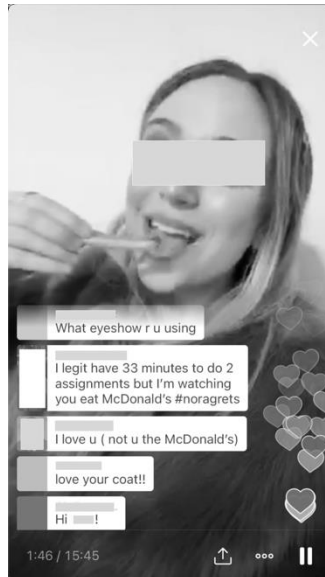 What eyeshow r u using
I legit have 33 minutes to do 2
assignments but I'm watching
you eat McDonald's #noragrets
I love u ( not u the McDonald's)
love your coat!!
Hi !
1:46 / 15:45